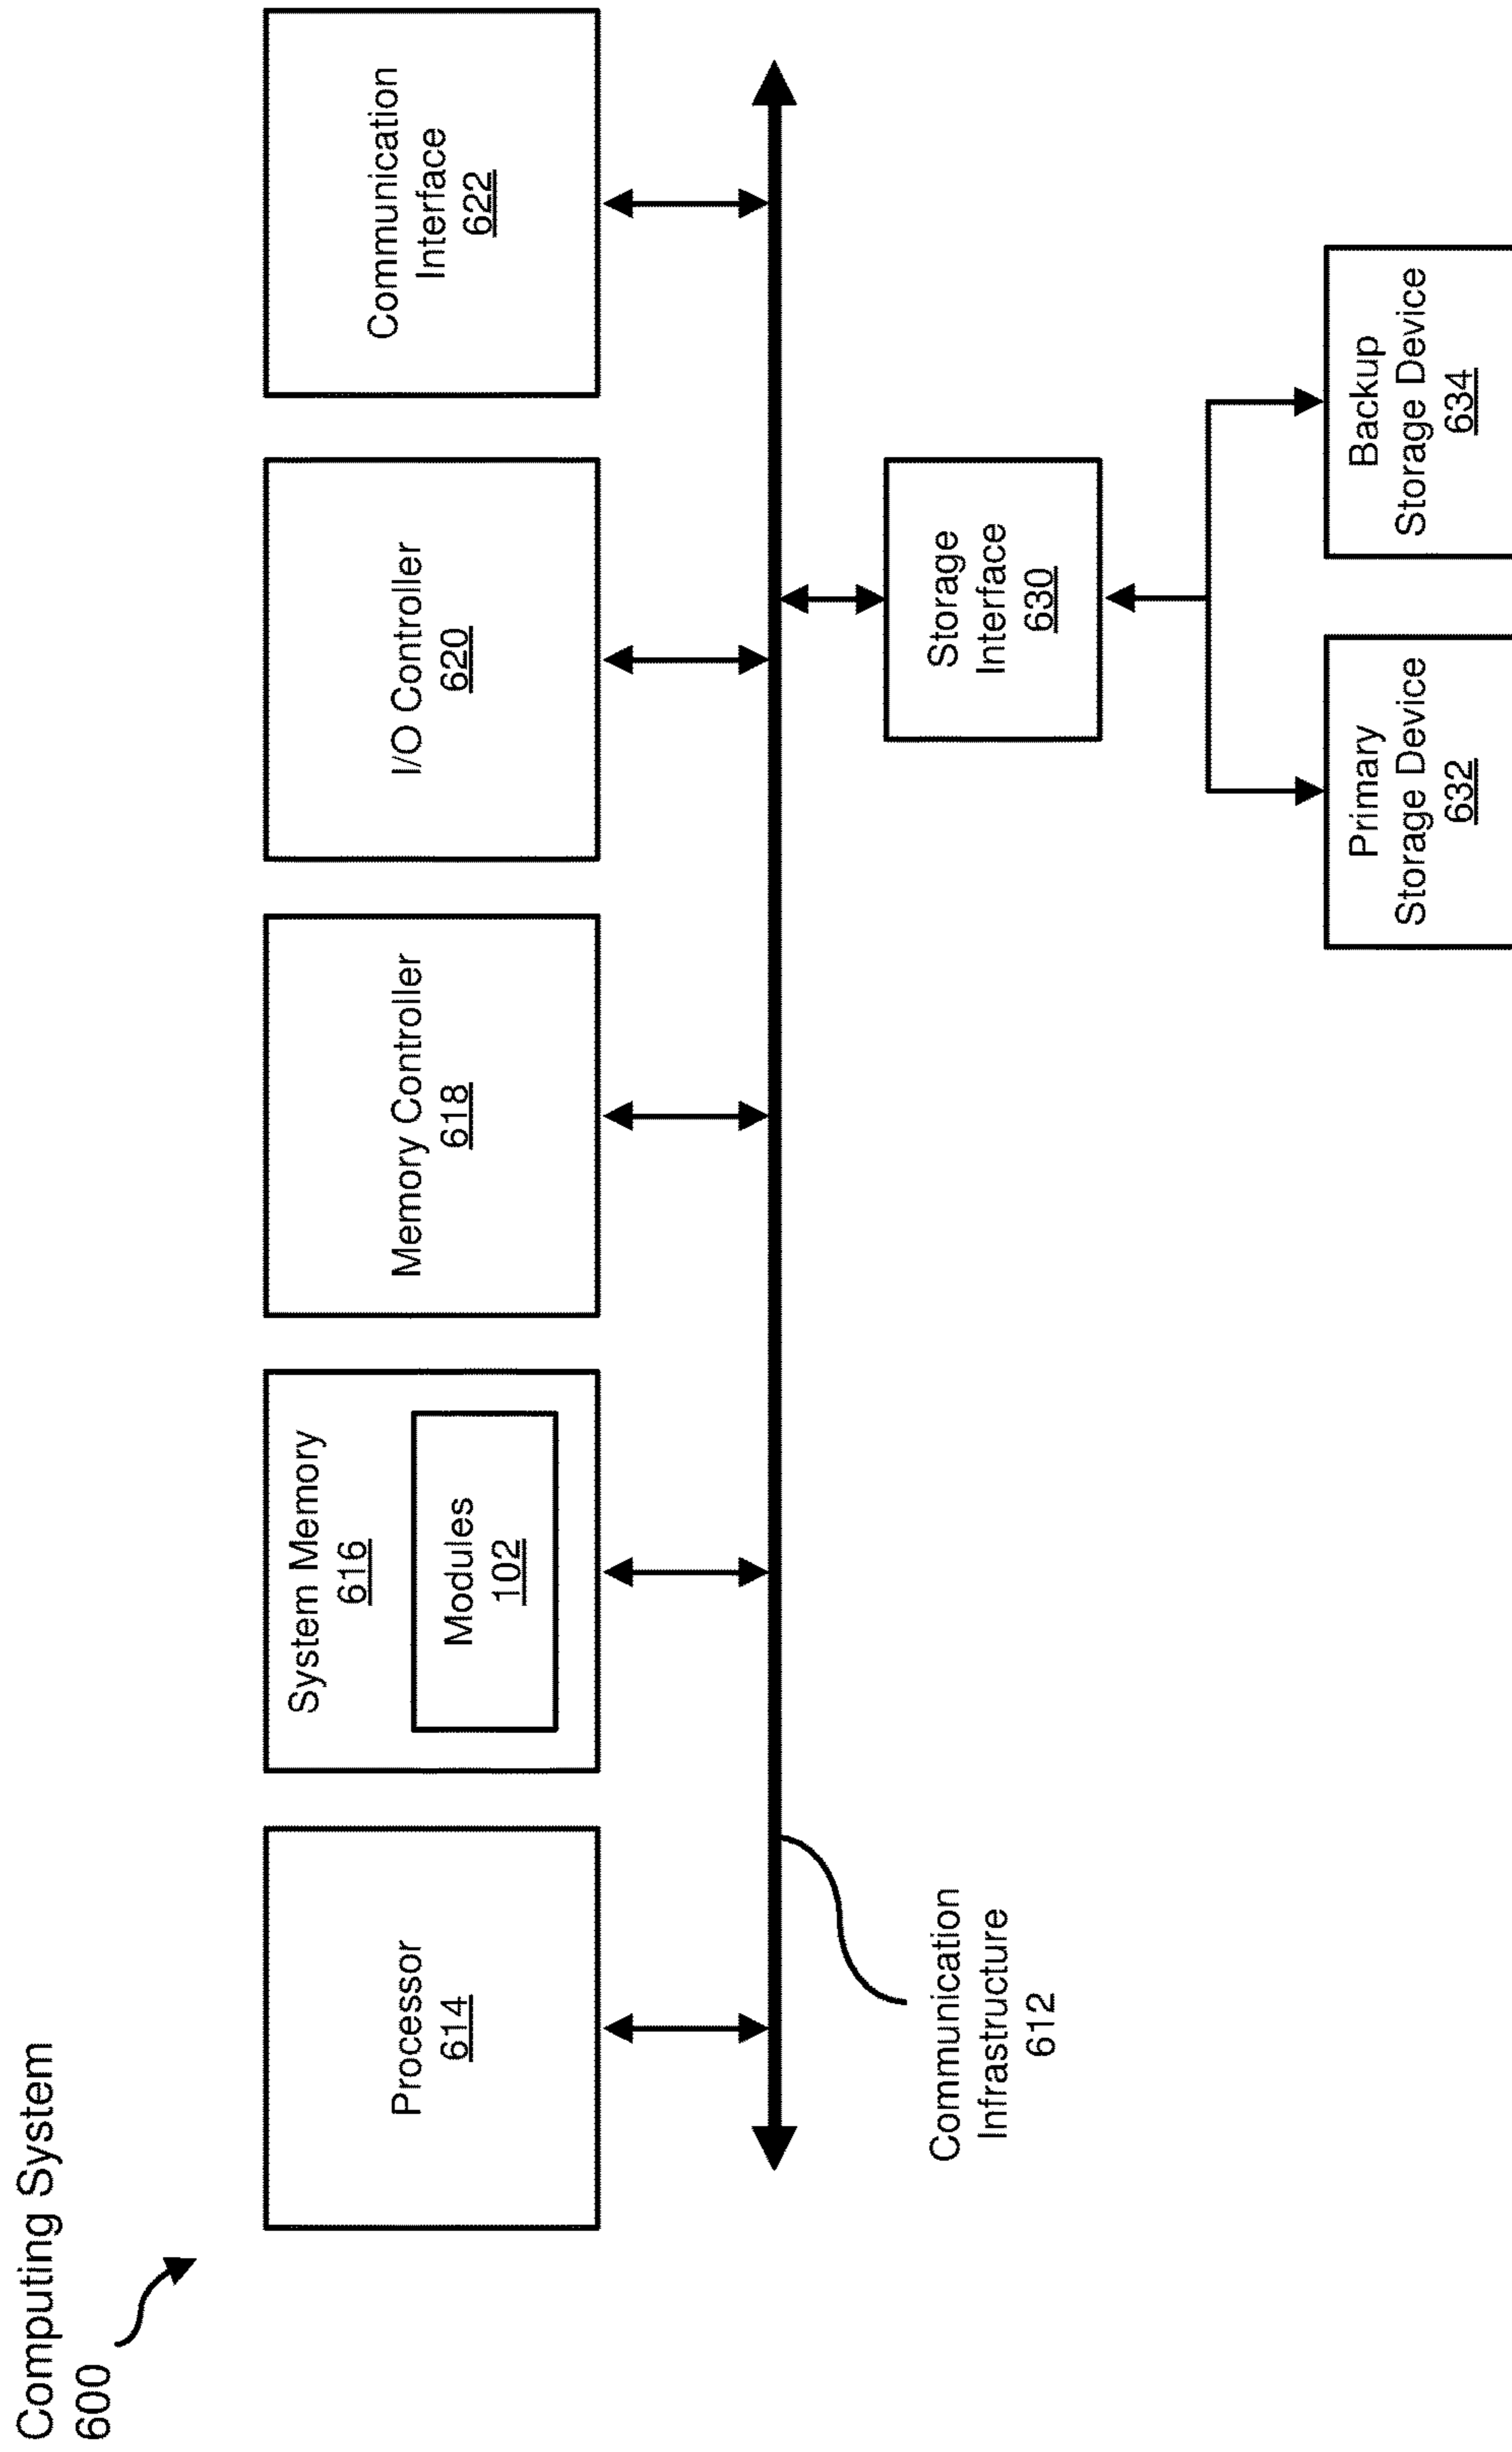 Computing System
600
Processor
614
System Memory
616
Modules
102
Memory Controller
618
I/O Controller
620
Communication
Interface
622
Communication
Infrastructure
612
Storage
Interface
630
Primary
Storage Device
632
Backup
Storage Device
634